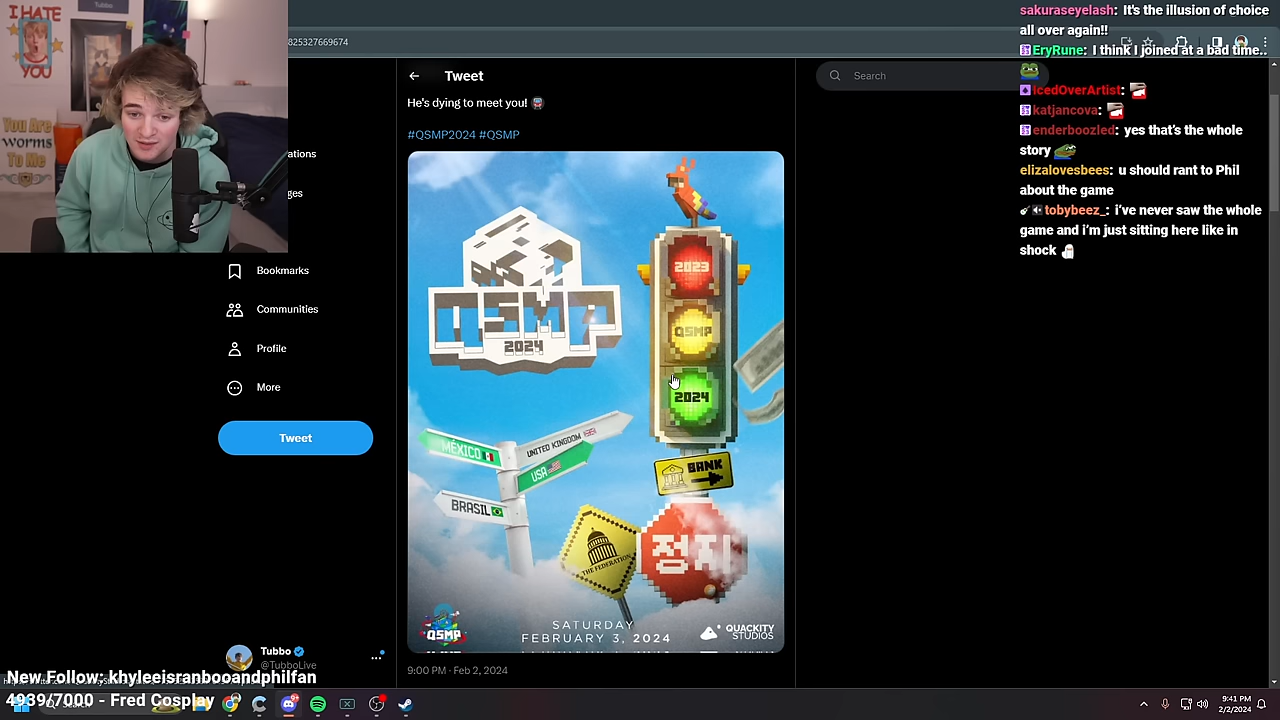 I HATE
YOU
You Are
worms
To Me
Tubbo
825327669674
Tweet
Search
He's dying to meet you!
#QSMP2024 #QSMP
2023
QSMP
2024
QSMP
2024
MÉXICO
UNITED KINGDOM
USA
BRASIL
BANK
THE FEDERATION
정지
QSMP
SATURDAY
FEBRUARY 3, 2024
QUACKITY
STUDIOS
9:00 PM · Feb 2, 2024
Bookmarks
Communities
Profile
More
Tweet
Tubbo
@TubboLive
New Follow: khyleeisranbooandphilfan
4939/7000 - Fred Cosplay
sakuraseyelash: It's the illusion of choice
all over again!!
EryRune: I think I joined at a bad time..
IcedOverArtist:
katjancova:
enderboozled: yes that's the whole
story
elizalovesbees: u should rant to Phil
about the game
tobybeez_: i've never saw the whole
game and i'm just sitting here like in
shock
9:41 PM
2/2/2024